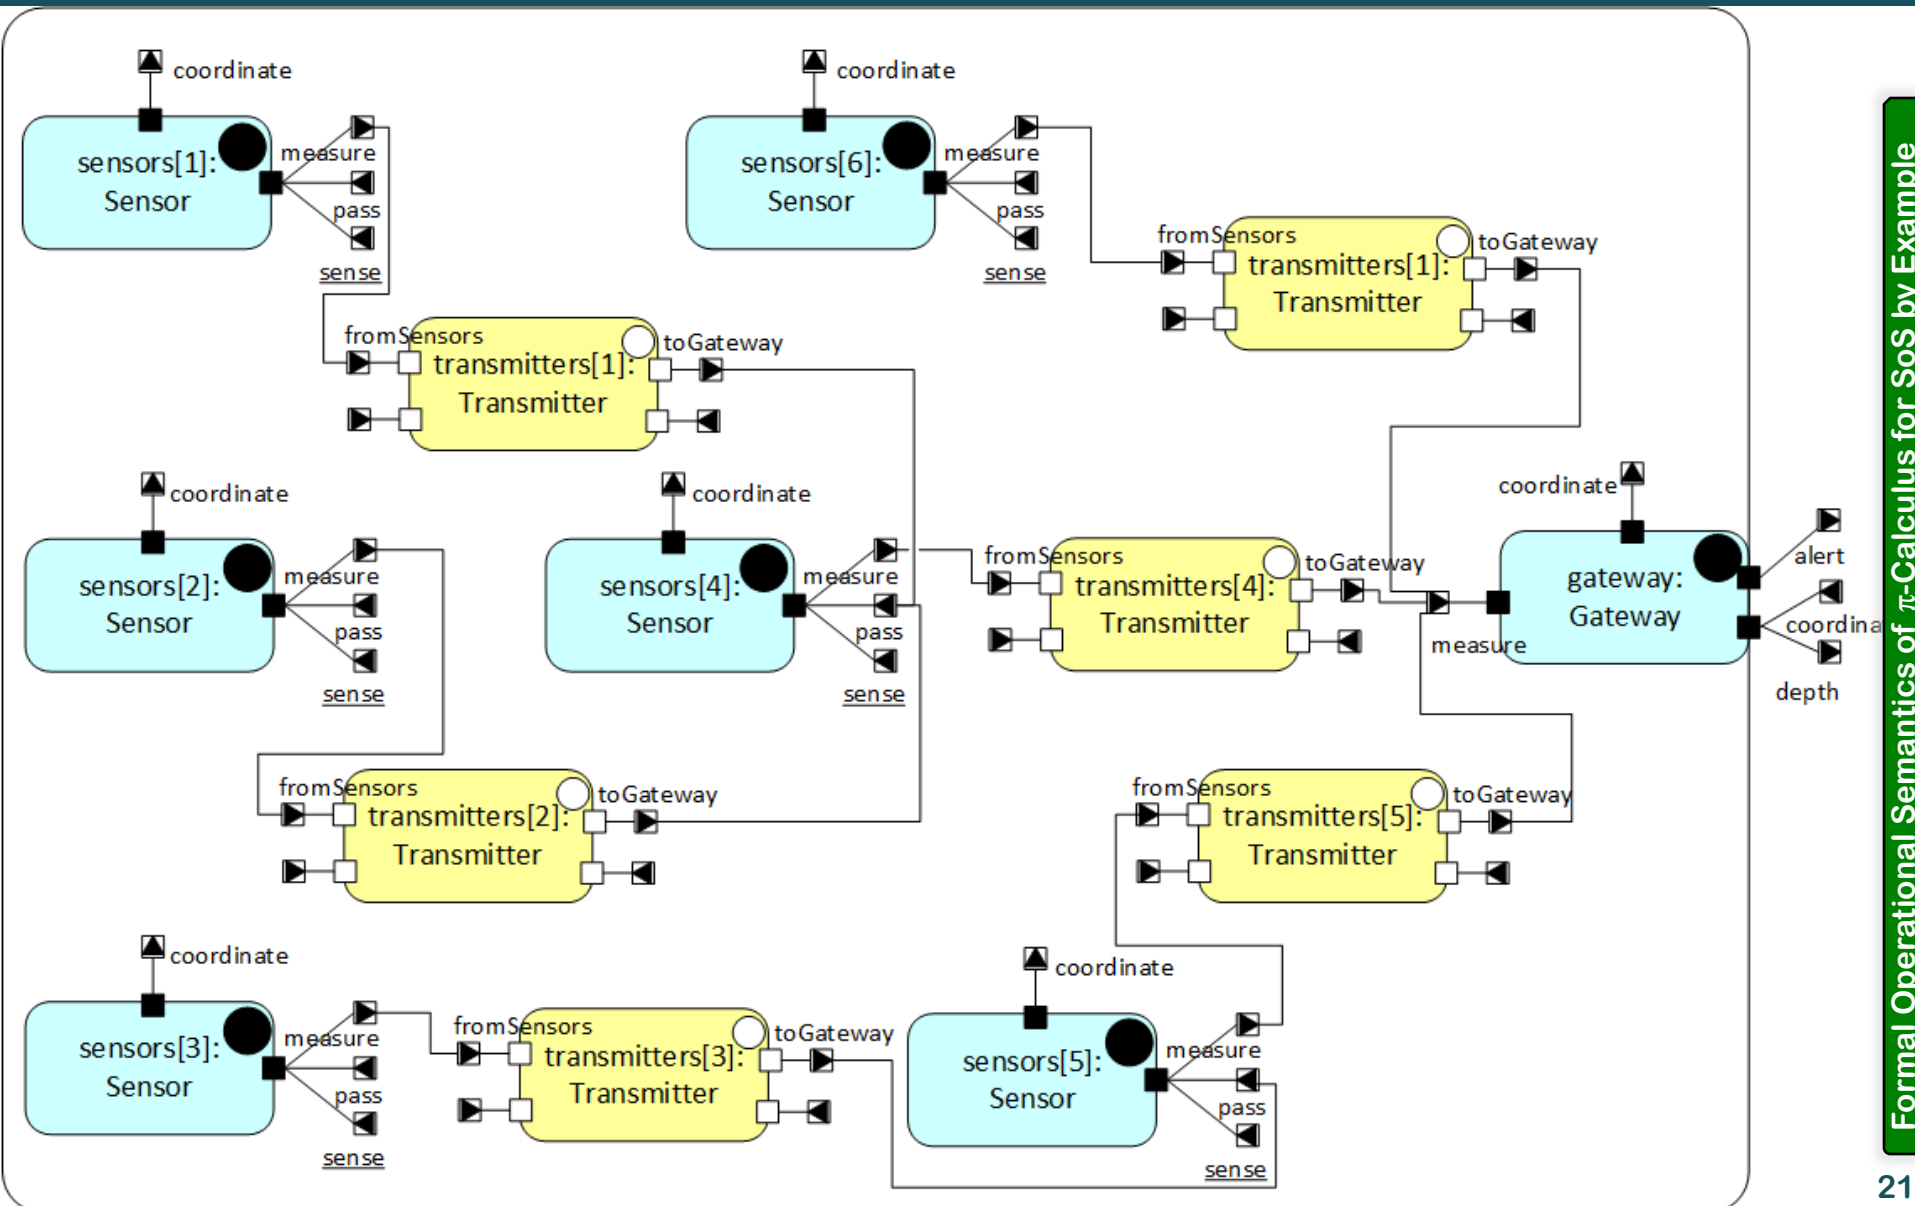 coordinate
sensors[1]:
Sensor
measure
pass
sense
coordinate
sensors[6]:
Sensor
measure
pass
sense
fromSensors
transmitters[1]:
Transmitter
toGateway
fromSensors
transmitters[1]:
Transmitter
toGateway
coordinate
sensors[2]:
Sensor
measure
pass
sense
coordinate
sensors[4]:
Sensor
measure
pass
sense
fromSensors
transmitters[4]:
Transmitter
toGateway
coordinate
gateway:
Gateway
measure
alert
coordina
depth
fromSensors
transmitters[2]:
Transmitter
toGateway
fromSensors
transmitters[5]:
Transmitter
toGateway
coordinate
sensors[3]:
Sensor
measure
pass
sense
fromSensors
transmitters[3]:
Transmitter
toGateway
coordinate
sensors[5]:
Sensor
measure
pass
sense
Formal Operational Semantics of π-Calculus for SoS by Example
21